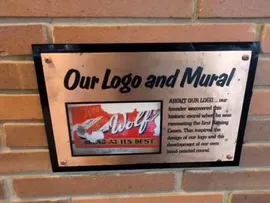 Our Logo and Mural
ABOUT OUR LOGO ... our
founder uncovered this
historic mural when he was
renovating the
This inspired the
design of our logo and the
development of our own
hand painted mural.
Wolf
AT ITS BEST